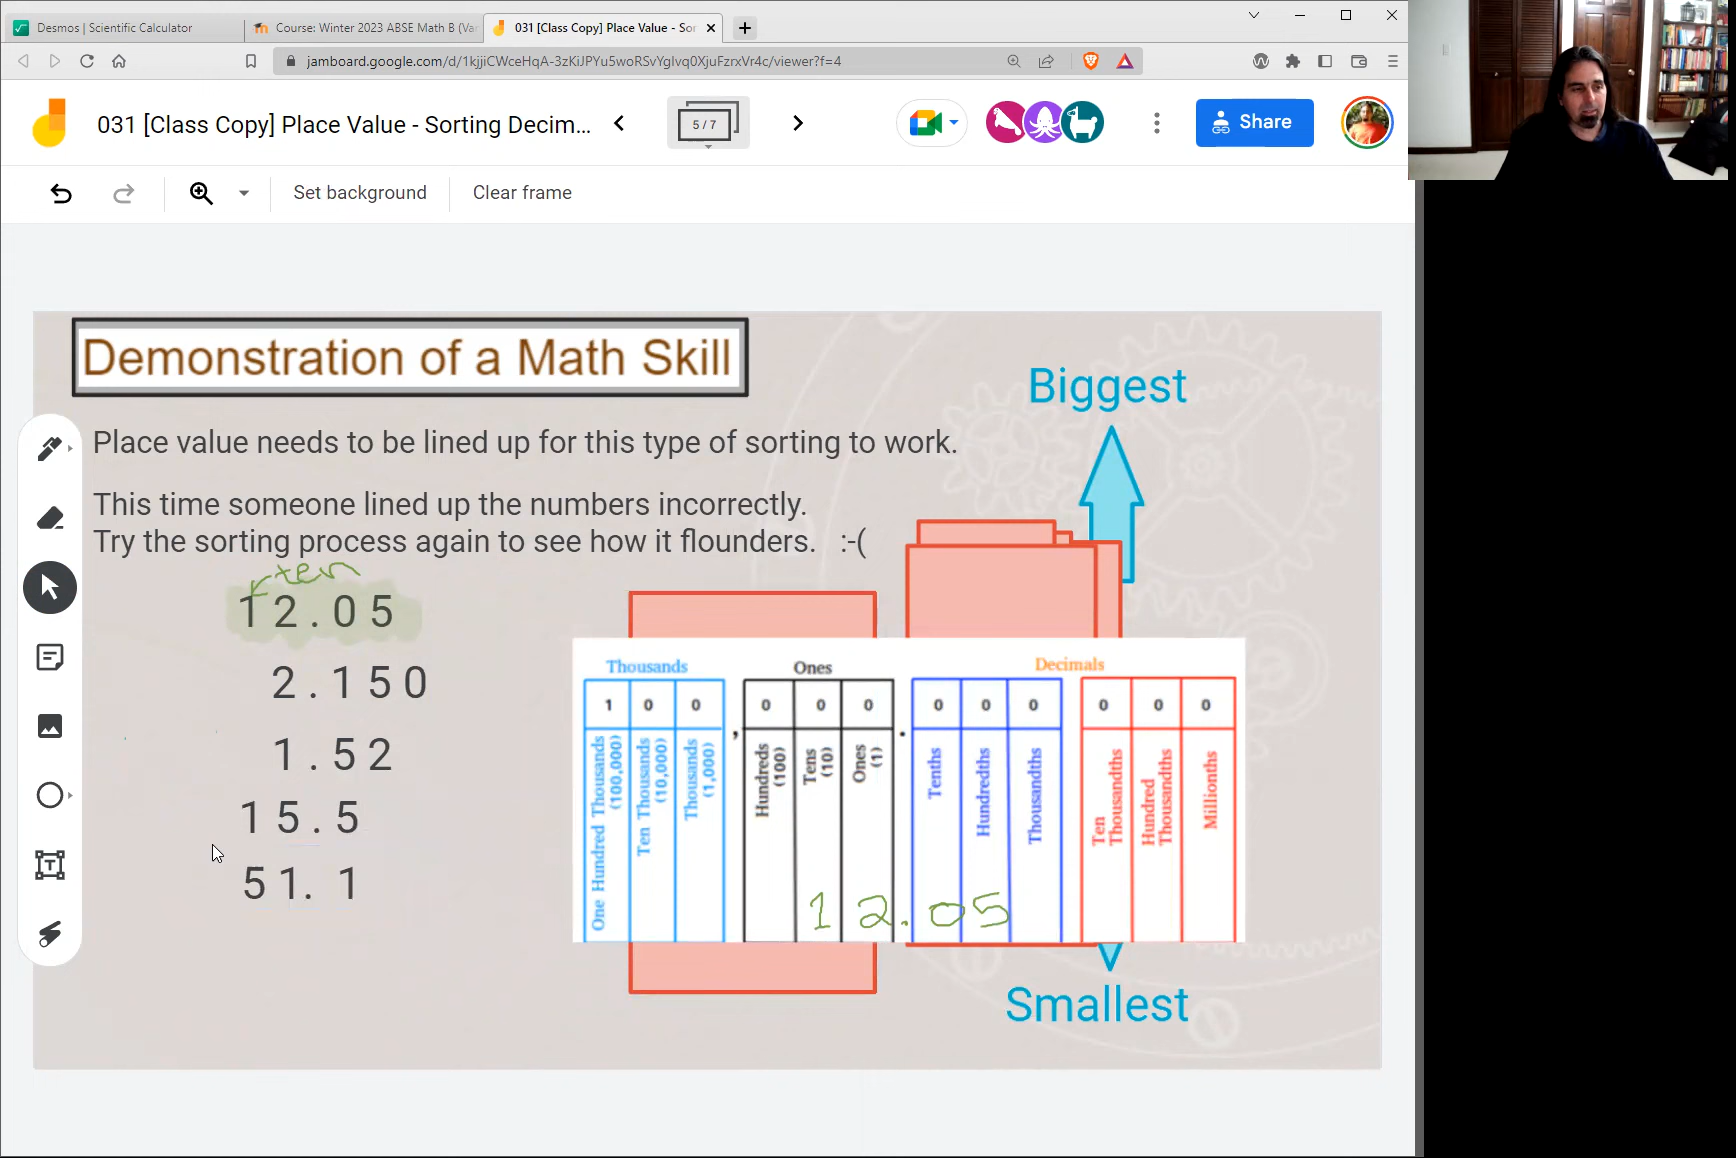 Desmos | Scientific Calculator
Course: Winter 2023 ABSE Math B (Va
031 [Class Copy] Place Value - Sor
jamboard.google.com/d/1kjjiCWceHqA-3zKiJPYu5woRSvYgIvq0XjuFzrxVr4c/viewer?f=4
031 [Class Copy] Place Value - Sorting Decim...
5 / 7
Share
Set background
Clear frame
Demonstration of a Math Skill
Biggest
Place value needs to be lined up for this type of sorting to work.
This time someone lined up the numbers incorrectly.
Try the sorting process again to see how it flounders. :-(
ten
12.05
2.150
1.52
15.5
51.1
Thousands Ones Decimals
1 0 0 , 0 0 0 . 0 0 0 0 0 0
One Hundred Thousands (100,000)
Ten Thousands (10,000)
Thousands (1,000)
Hundreds (100)
Tens (10)
Ones (1)
Tenths
Hundredths
Thousandths
Ten Thousandths
Hundred Thousandths
Millionths
12.05
Smallest